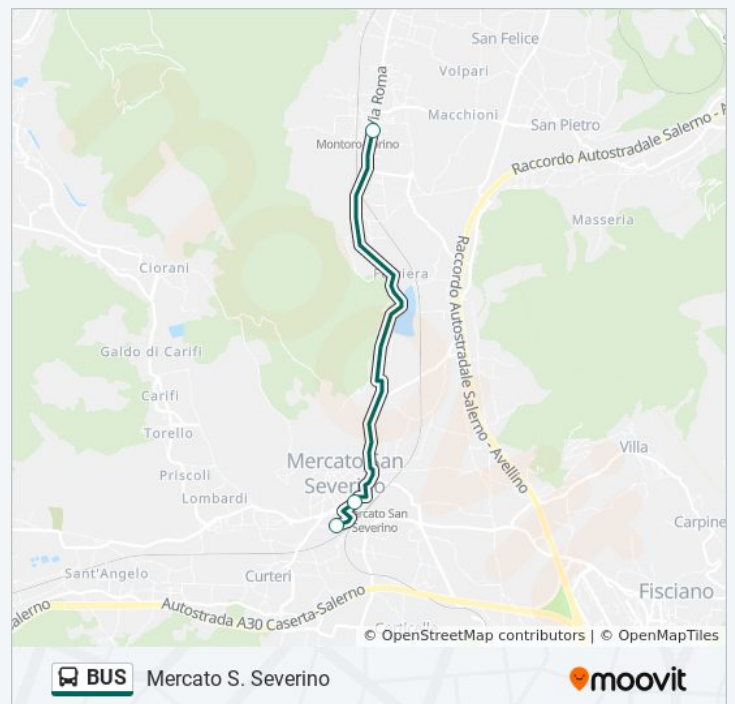 San Felice
Volpari
Via Roma
Macchioni
San Pietro
Raccordo Autostradale Salerno - A
Masseria
Raccordo Autostradale Salerno - Avellino
Ciorani
Galdo di Carifi
Carifi
Torello
Priscoli
Lombardi
Mercato San
Severino
Severino
Villa
Carpine
Sant'Angelo
Curteri
Fisciano
alerno
Autostrada A30 Caserta-Salerno
© OpenStreetMap contributors | © OpenMapTiles
BUS Mercato S. Severino
moovit